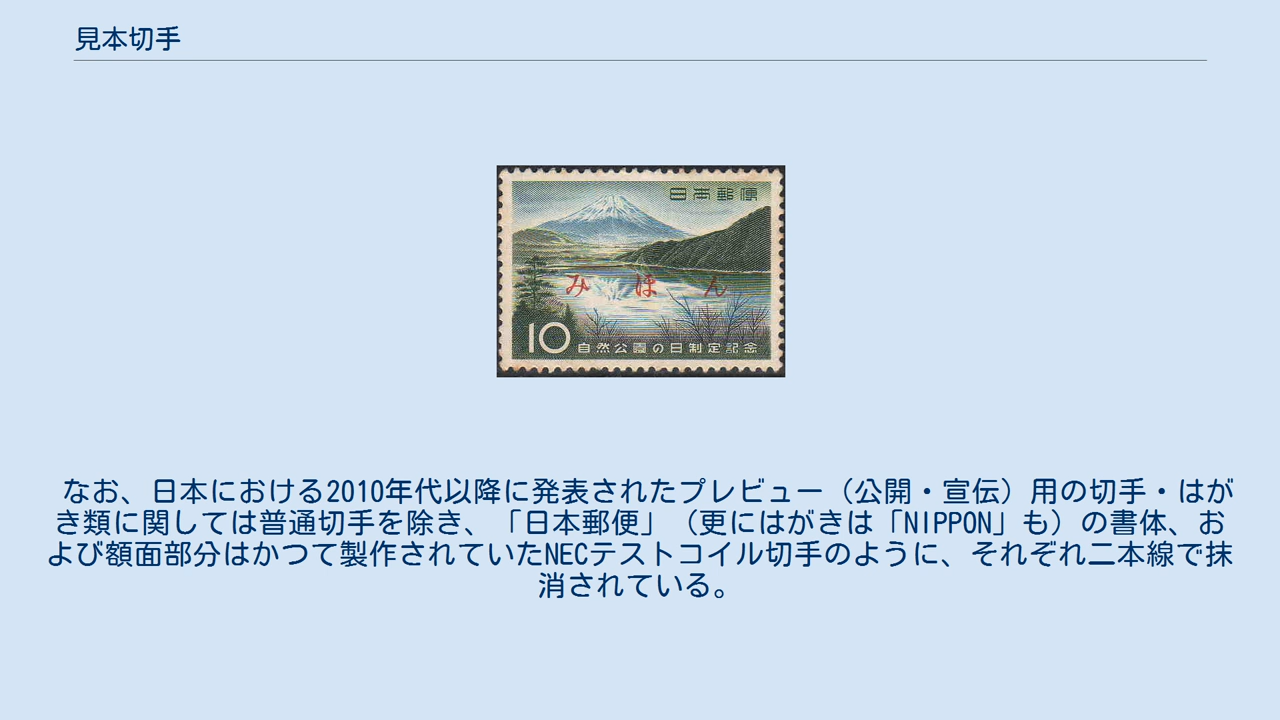 見本切手
日本郵便
みほん
10 自然公園の日制定記念
なお、日本における2010年代以降に発表されたプレビュー（公開・宣伝）用の切手・はが
き類に関しては普通切手を除き、「日本郵便」（更にはがきは「NIPPON」も）の書体、お
よび額面部分はかつて製作されていたNECテストコイル切手のように、それぞれ二本線で抹
消されている。